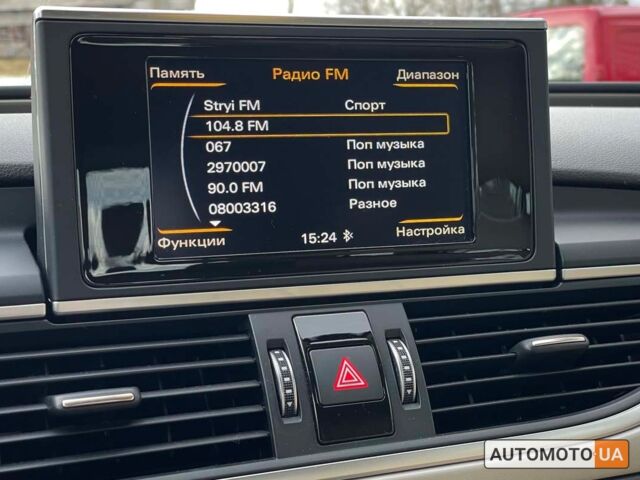 Память Радио FM Диапазон
Stryi FM Спорт
104.8 FM
067 Поп музыка
2970007 Поп музыка
90.0 FM Поп музыка
08003316 Разное
Функции 15:24 Настройка
AUTOMOTO UA